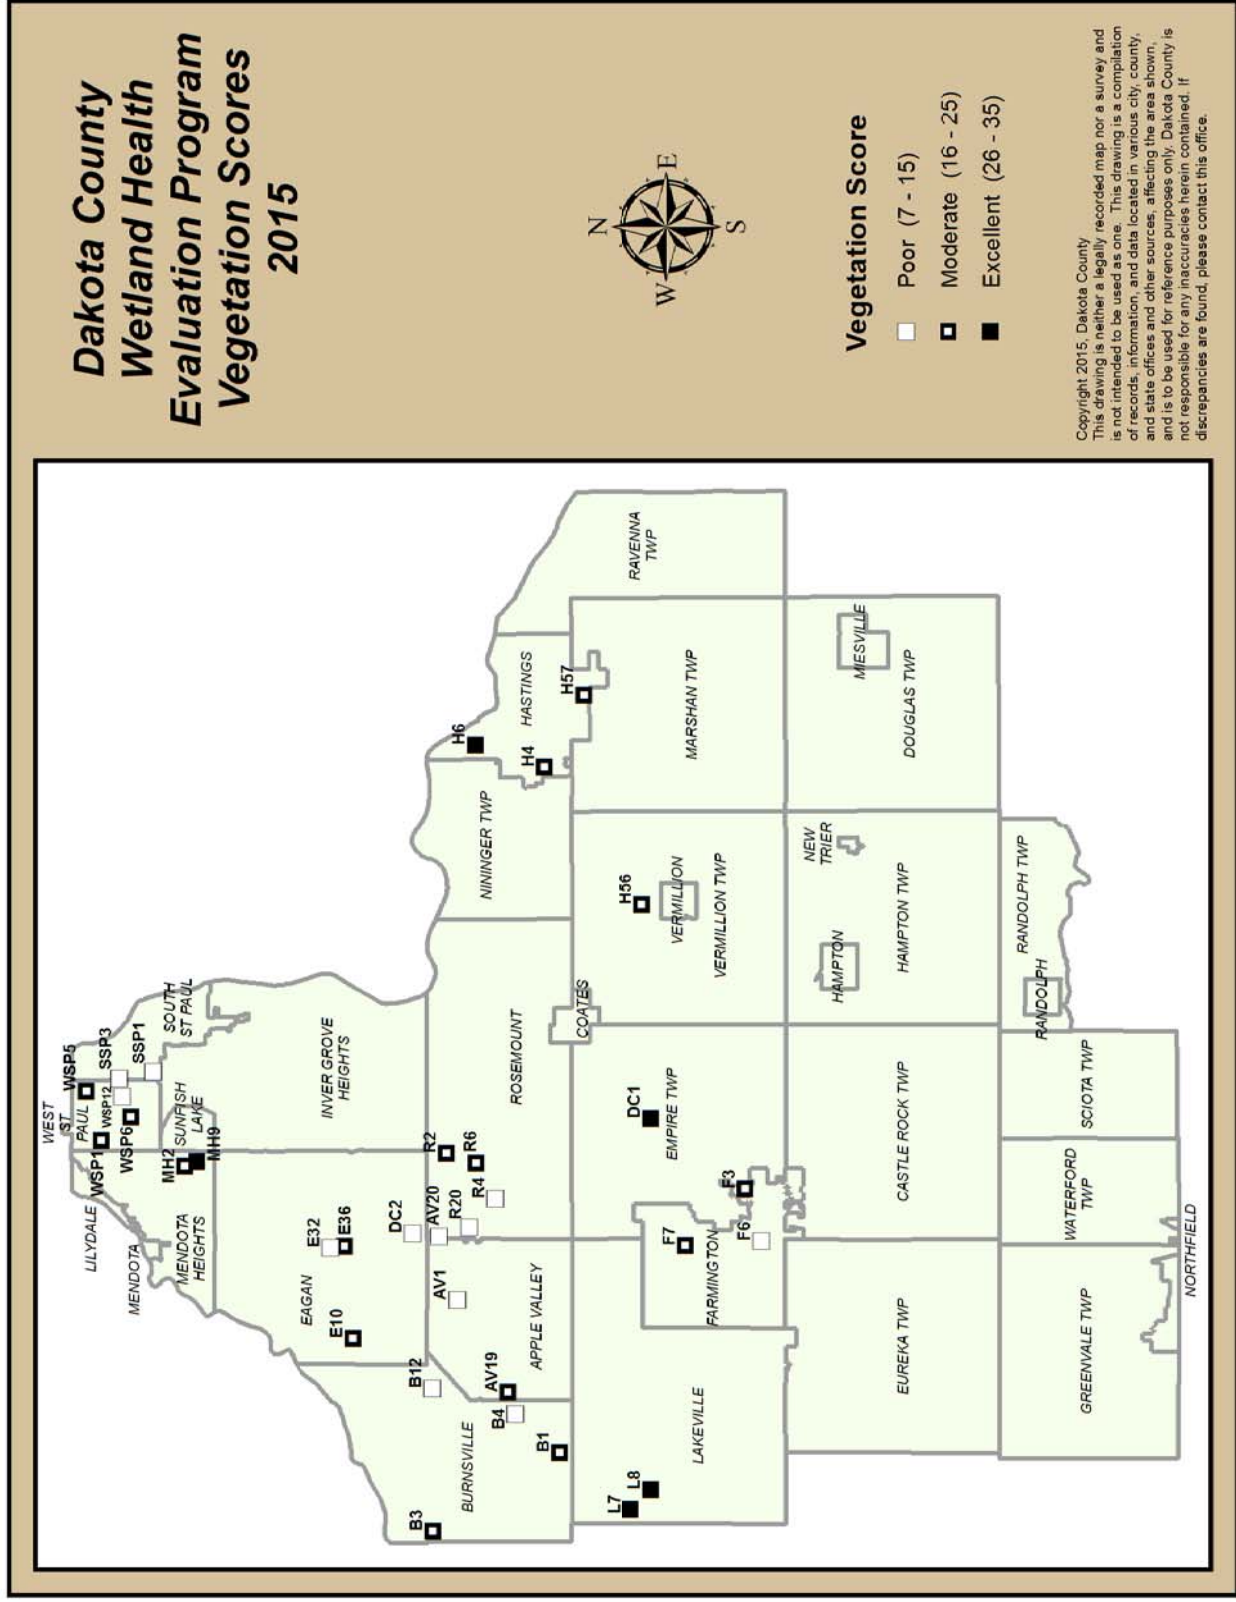 Dakota County
Wetland Health
Evaluation Program
Vegetation Scores
2015
N
W
E
S
Vegetation Score
Poor (7 - 15)
Moderate (16 - 25)
Excellent (26 - 35)
Copyright 2015, Dakota County
This drawing is neither a legally recorded map nor a survey and
is not intended to be used as one. This drawing is a compilation
of records, information, and data located in various city, county,
and state offices and other sources, affecting the area shown,
and is to be used for reference purposes only. Dakota County is
not responsible for any inaccuracies herein contained. If
discrepancies are found, please contact this office.
WEST
ST
PAUL
WSP5
SSP3
WSP12
SSP1
WSP1
WSP6
LILYDALE
MENDOTA
MENDOTA
HEIGHTS
MH2
MH9
SUNFISH
LAKE
SOUTH
ST PAUL
INVER GROVE
HEIGHTS
EAGAN
E32
E36
E10
DC2
BURNSVILLE
B3
B12
B4
B1
AV20
AV1
AV19
APPLE VALLEY
R2
R6
R4
R20
ROSEMOUNT
COATES
NININGER TWP
H6
H4
HASTINGS
H57
RAVENNA
TWP
LAKEVILLE
L7
L8
FARMINGTON
F7
F3
F6
DC1
EMPIRE TWP
H56
VERMILLION
VERMILLION TWP
MARSHAN TWP
EUREKA TWP
CASTLE ROCK TWP
HAMPTON
HAMPTON TWP
NEW
TRIER
MIESVILLE
DOUGLAS TWP
GREENVALE TWP
WATERFORD
TWP
SCIOTA TWP
RANDOLPH
RANDOLPH TWP
NORTHFIELD